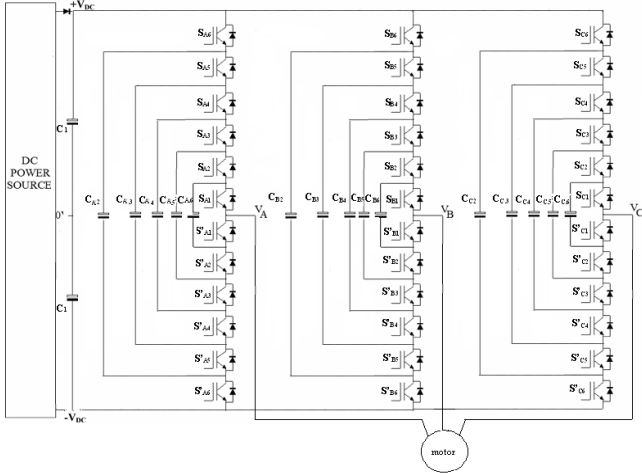 +VDC
SA6 SB6 SC6
SA5 SB5 SC5
SA4 SB4 SC4
C1
SA3 SB3 SC3
DC
POWER
SOURCE
SA2 SB2 SC2
CA2 CA3 CA4 CA5 CA6 SA1 CB2 CB3 CB4 CB5 CB6 SB1 CC2 CC3 CC4 CC5 CC6 SC1
0' VA VB VC
S'A1 S'B1 S'C1
S'A2 S'B2 S'C2
S'A3 S'B3 S'C3
C1
S'A4 S'B4 S'C4
S'A5 S'B5 S'C5
S'A6 S'B6 S'C6
-VDC
motor